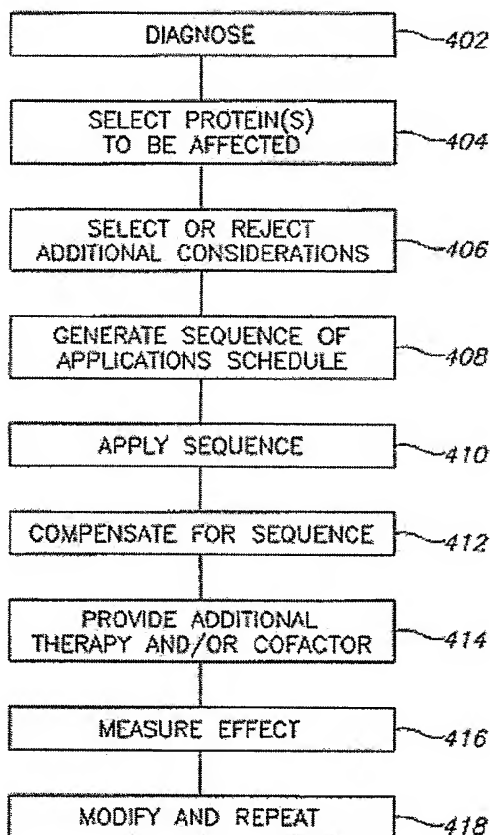 DIAGNOSE
402
SELECT PROTEIN(S)
TO BE AFFECTED
404
SELECT OR REJECT
ADDITIONAL CONSIDERATIONS
406
GENERATE SEQUENCE OF
APPLICATIONS SCHEDULE
408
APPLY SEQUENCE
410
COMPENSATE FOR SEQUENCE
412
PROVIDE ADDITIONAL
THERAPY AND/OR COFACTOR
414
MEASURE EFFECT
416
MODIFY AND REPEAT
418